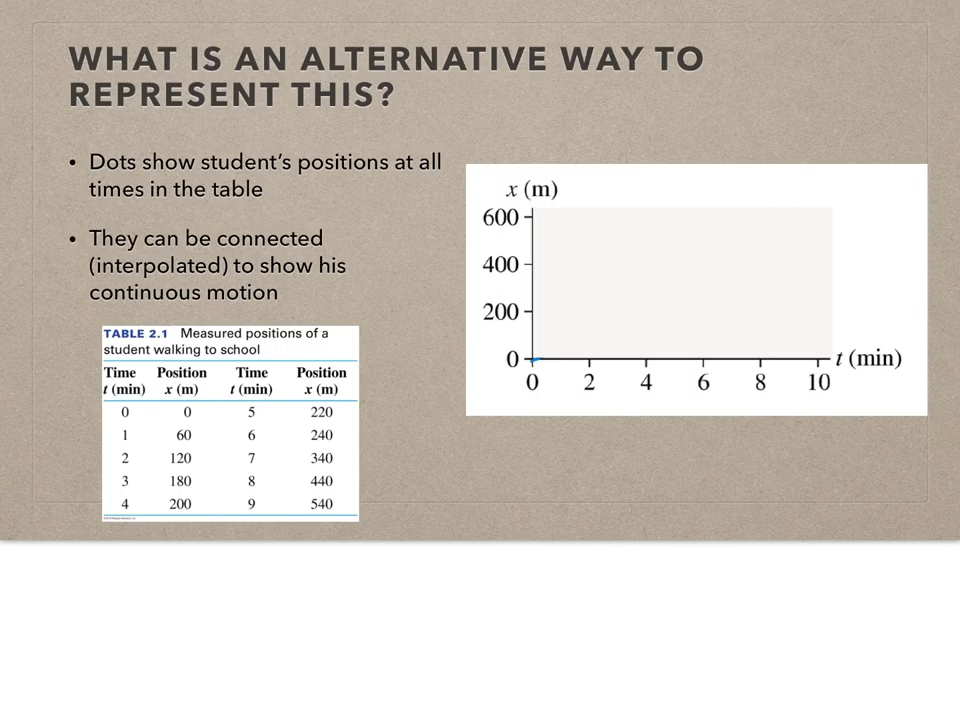 WHAT IS AN ALTERNATIVE WAY TO
REPRESENT THIS?
• Dots show student's positions at all
times in the table
• They can be connected
(interpolated) to show his
continuous motion
TABLE 2.1 Measured positions of a
student walking to school
Time Position Time Position
t (min) x (m) t (min) x (m)
0 0 5 220
1 60 6 240
2 120 7 340
3 180 8 440
4 200 9 540
x (m)
600
400
200
0 t (min)
0 2 4 6 8 10